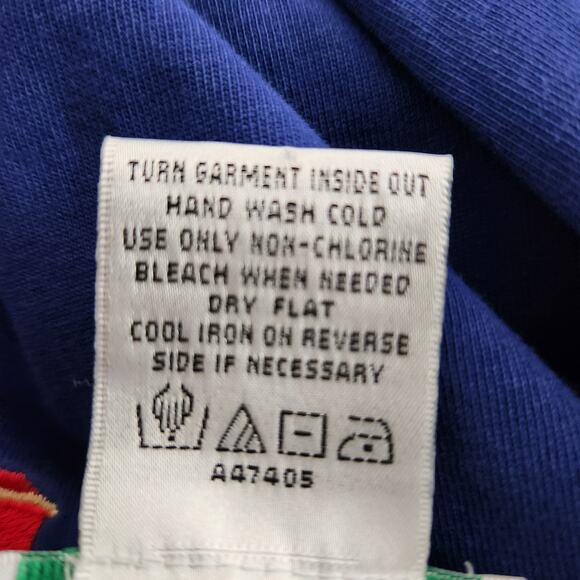 TURN GARMENT INSIDE OUT
HAND WASH COLD
USE ONLY NON-CHLORINE
BLEACH WHEN NEEDED
DRY FLAT
COOL IRON ON REVERSE
SIDE IF NECESSARY
A47405